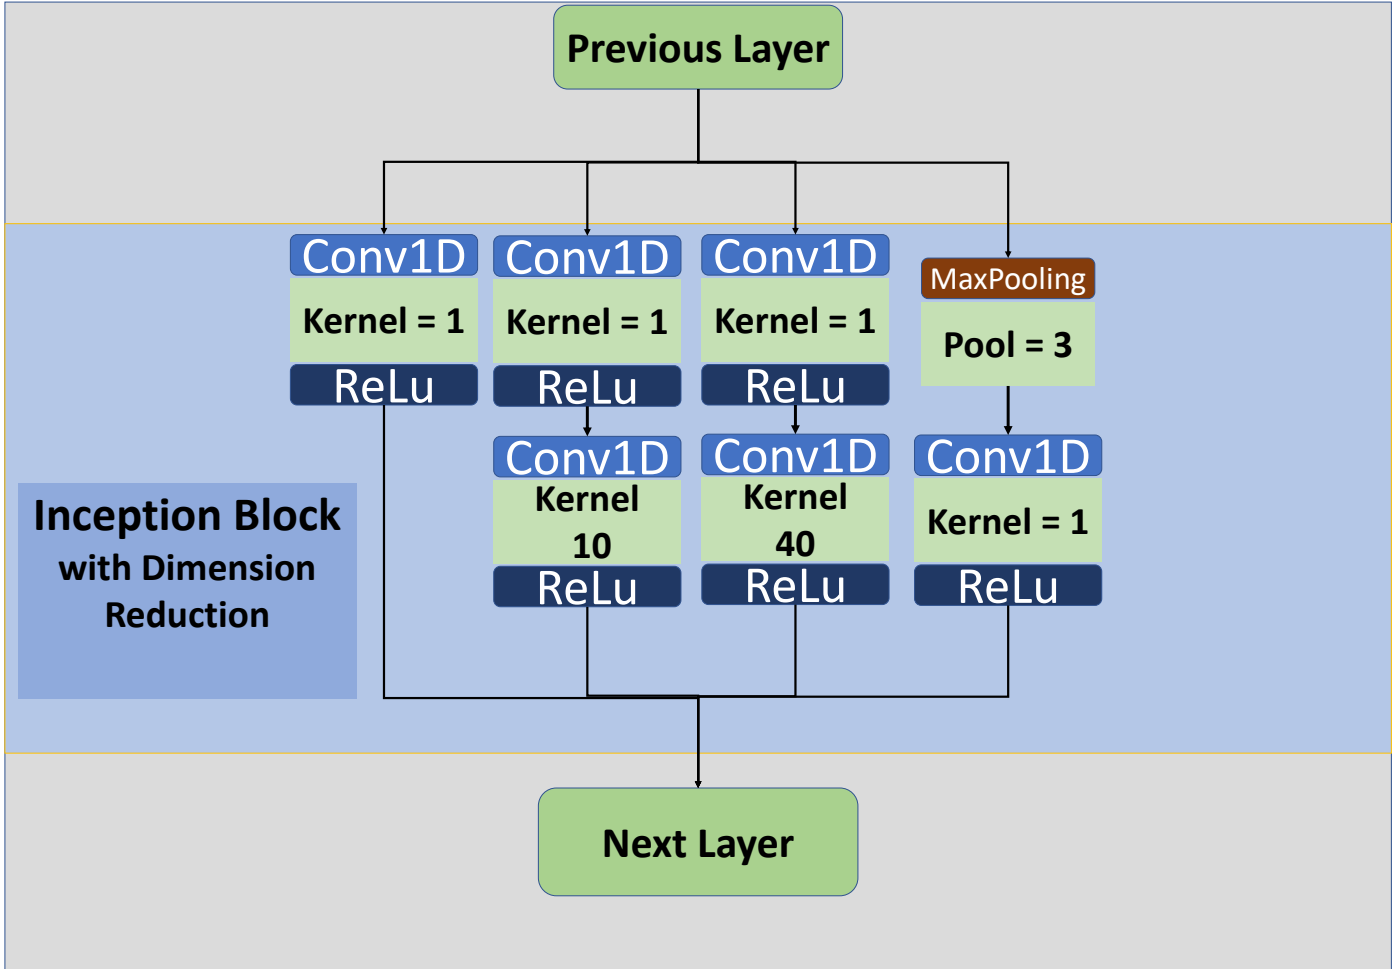 Previous Layer
Conv1D
Kernel = 1
ReLu
Conv1D
Kernel = 1
ReLu
Conv1D
Kernel
10
ReLu
Conv1D
Kernel = 1
ReLu
Conv1D
Kernel
40
ReLu
MaxPooling
Pool = 3
Conv1D
Kernel = 1
ReLu
Inception Block
with Dimension
Reduction
Next Layer